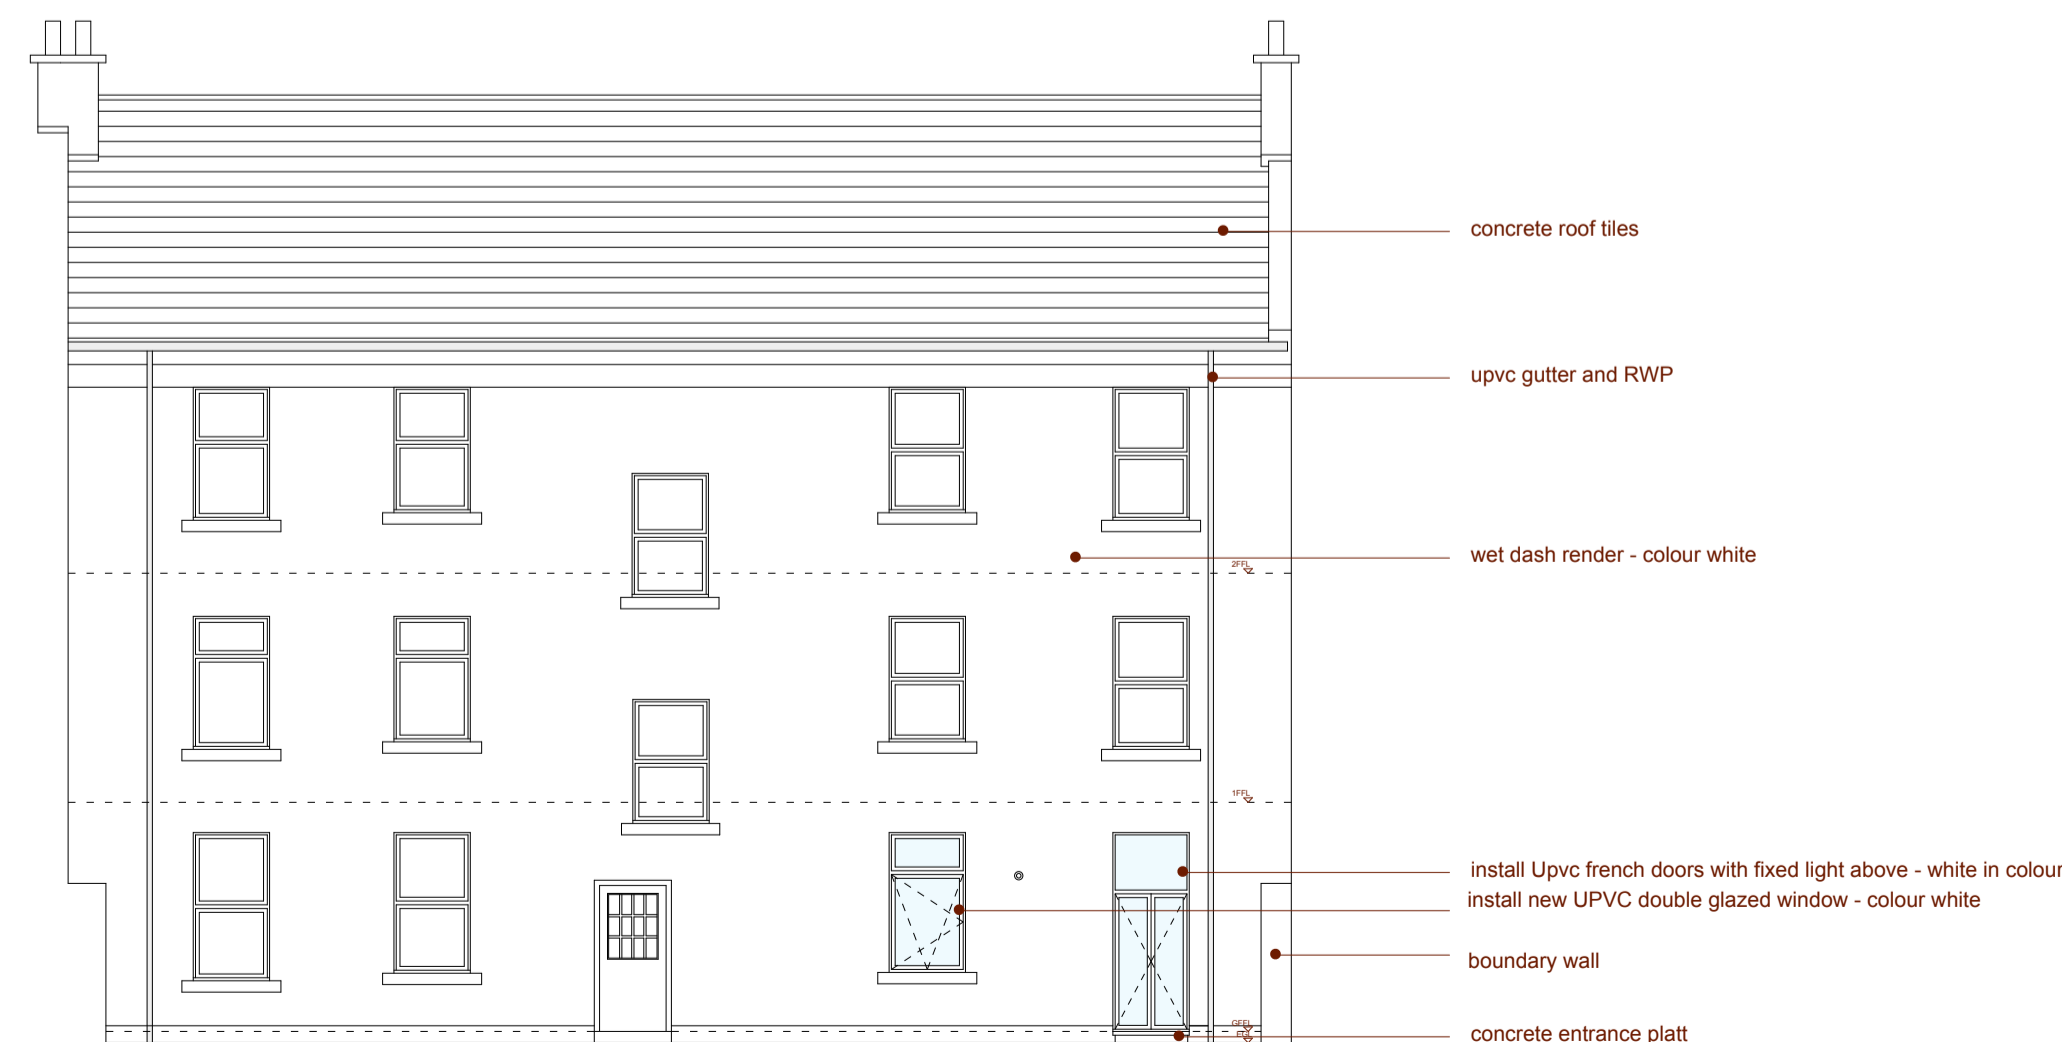 concrete roof tiles
upvc gutter and RWP
wet dash render - colour white
2FFL
1FFL
install Upvc french doors with fixed light above - white in colour
install new UPVC double glazed window - colour white
boundary wall
GFFL
concrete entrance platt